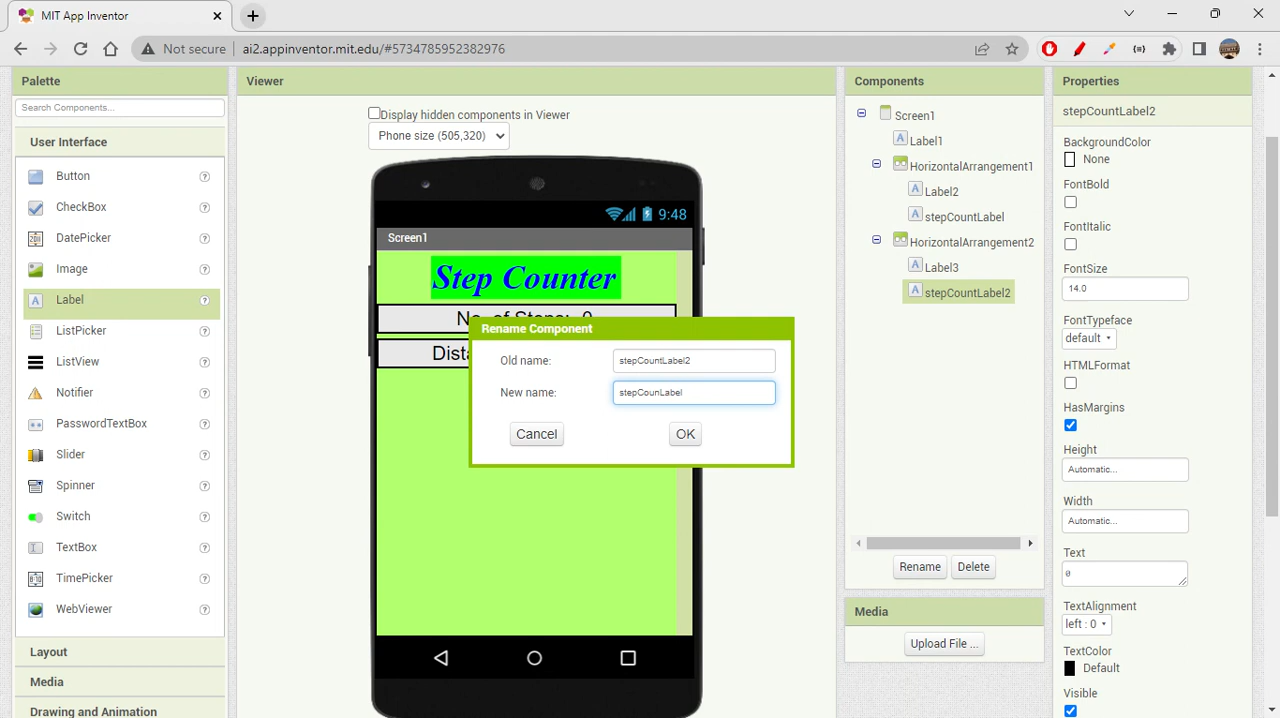 MIT App Inventor
Not secure
ai2.appinventor.mit.edu/#5734785952382976
Palette
Search Components...
User Interface
Button
CheckBox
DatePicker
Image
Label
ListPicker
ListView
Notifier
PasswordTextBox
Slider
Spinner
Switch
TextBox
TimePicker
WebViewer
Layout
Media
Drawing and Animation
Viewer
Display hidden components in Viewer
Phone size (505,320)
9:48
Screen1
Step Counter
No. of Steps: 0
Dista
Rename Component
Old name:
stepCountLabel2
New name:
stepCounLabel
Cancel
OK
Components
Screen1
Label1
HorizontalArrangement1
Label2
stepCountLabel
HorizontalArrangement2
Label3
stepCountLabel2
Rename
Delete
Media
Upload File ...
Properties
stepCountLabel2
BackgroundColor
None
FontBold
FontItalic
FontSize
14.0
FontTypeface
default
HTMLFormat
HasMargins
Height
Automatic...
Width
Automatic...
Text
0
TextAlignment
left : 0
TextColor
Default
Visible